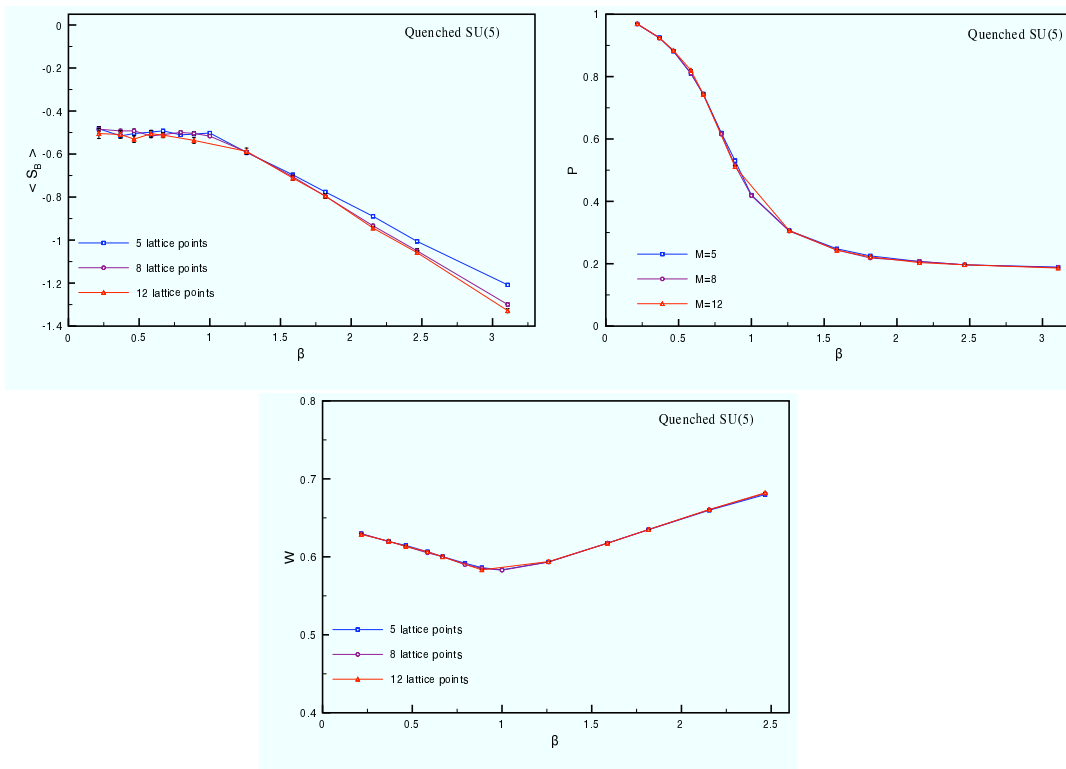 Quenched SU(5)
0
-0.2
-0.4
-0.6
-0.8
-1
-1.2
-1.4
< S_B >
5 lattice points
8 lattice points
12 lattice points
0 0.5 1 1.5 2 2.5 3
β
Quenched SU(5)
1
0.8
0.6
0.4
0.2
0
P
M=5
M=8
M=12
0 0.5 1 1.5 2 2.5 3
β
Quenched SU(5)
0.8
0.7
0.6
0.5
0.4
W
5 lattice points
8 lattice points
12 lattice points
0 0.5 1 1.5 2 2.5
β